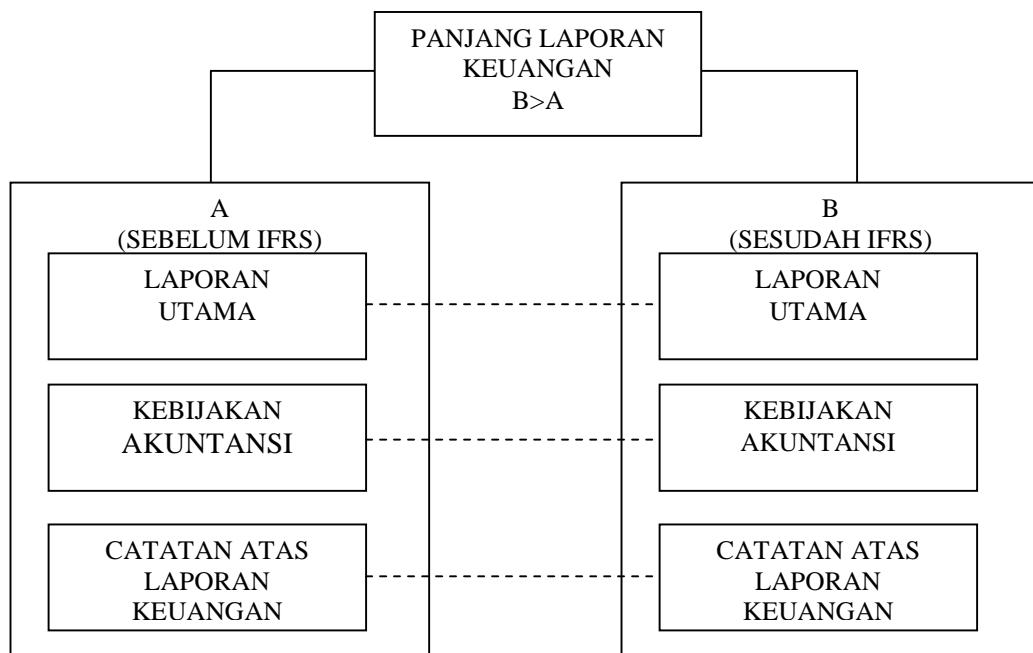 PANJANG LAPORAN
KEUANGAN
B>A
A
(SEBELUM IFRS)
LAPORAN
UTAMA
KEBIJAKAN
AKUNTANSI
CATATAN ATAS
LAPORAN
KEUANGAN
B
(SESUDAH IFRS)
LAPORAN
UTAMA
KEBIJAKAN
AKUNTANSI
CATATAN ATAS
LAPORAN
KEUANGAN